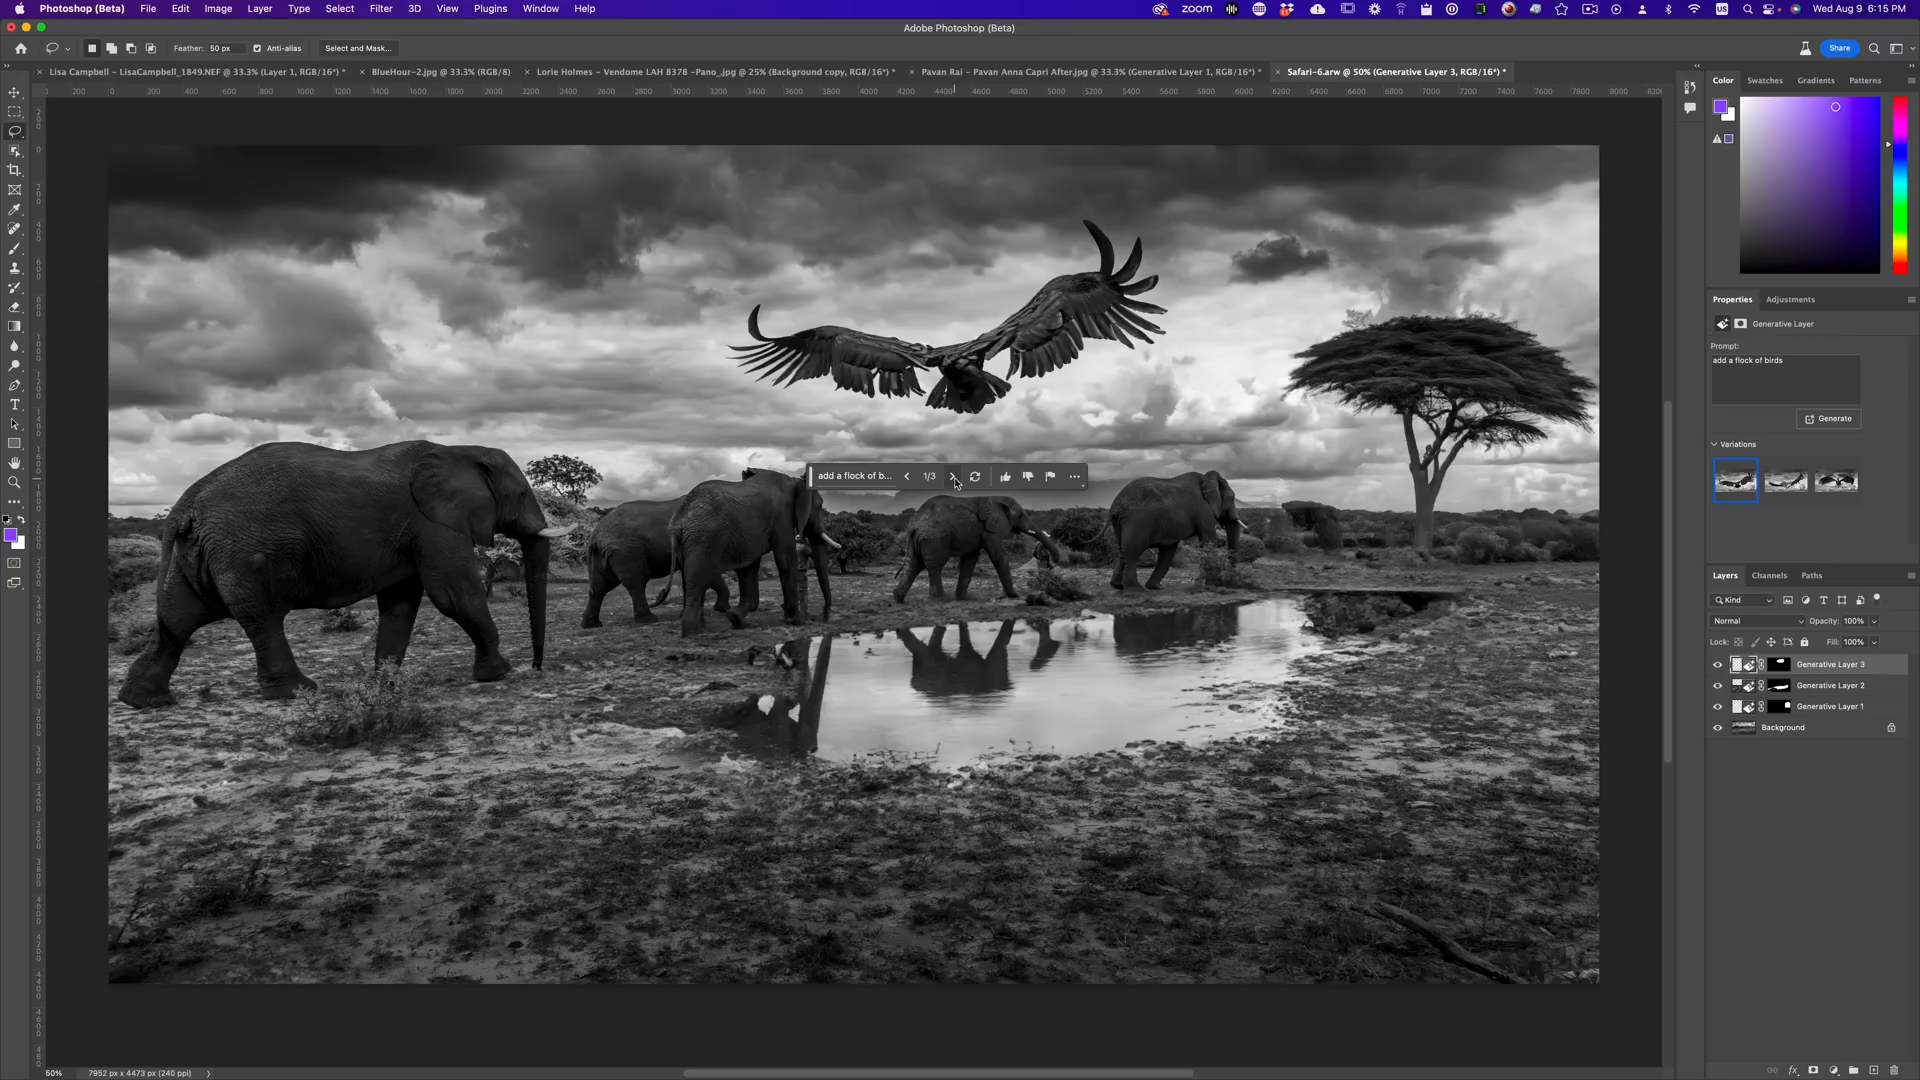 Photoshop (Beta) File Edit Image Layer Type Select Filter 3D View Plugins Window Help zoom US Wed Aug 9 6:15 PM
Adobe Photoshop (Beta)
Feather: 50 px Anti-alias Select and Mask... Share
Lisa Campbell - LisaCampbell_1849.NEF @ 33.3% (Layer 1, RGB/16*) *
BlueHour-2.jpg @ 33.3% (RGB/8)
Lorie Holmes - Vendome LAH 8378 -Pano_.jpg @ 25% (Background copy, RGB/16*) *
Pavan Rai - Pavan Anna Capri After.jpg @ 33.3% (Generative Layer 1, RGB/16*) *
Safari-6.arw @ 50% (Generative Layer 3, RGB/16*) *
Color Swatches Gradients Patterns
Properties Adjustments
Generative Layer
Prompt:
add a flock of birds
Generate
Variations
add a flock of b... 1/3
Layers Channels Paths
Kind
Normal Opacity: 100%
Lock: Fill: 100%
Generative Layer 3
Generative Layer 2
Generative Layer 1
Background
fx
50% 7952 px x 4473 px (240 ppi)